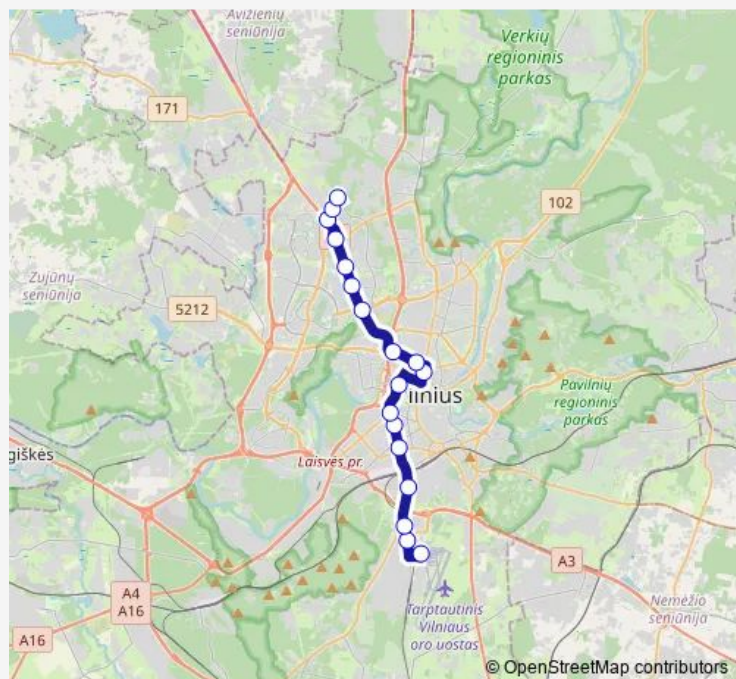 Avižienių
seniūnija
Verkių
regioninis
parkas
171
102
Zujūnų
seniūnija
5212
ilnius
Pavilnių
regioninis
parkas
giškės
Laisvės pr.
A3
A4
A16
Tarptautinis
Vilniaus
oro uostas
Nemėžio
seniūnija
A16
© OpenStreetMap contributors